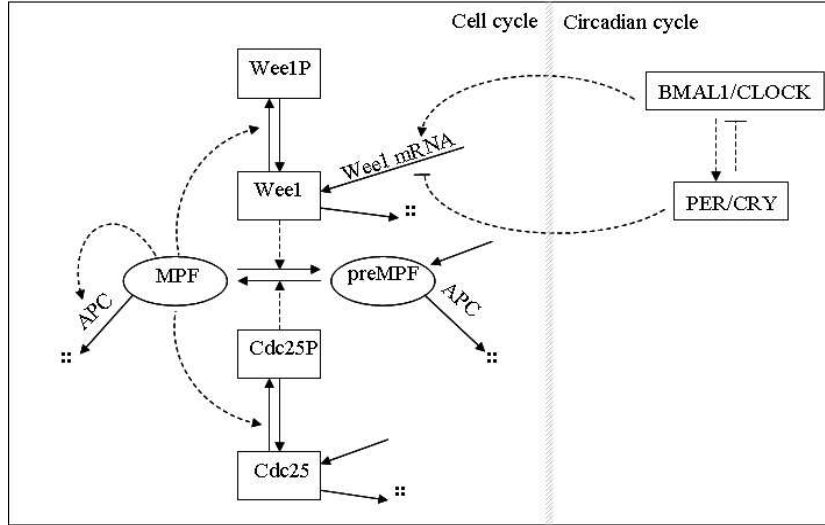 Cell cycle
Circadian cycle
Wee1P
BMAL1/CLOCK
Wee1 mRNA
Wee1
PER/CRY
MPF
preMPF
APC
APC
Cdc25P
Cdc25